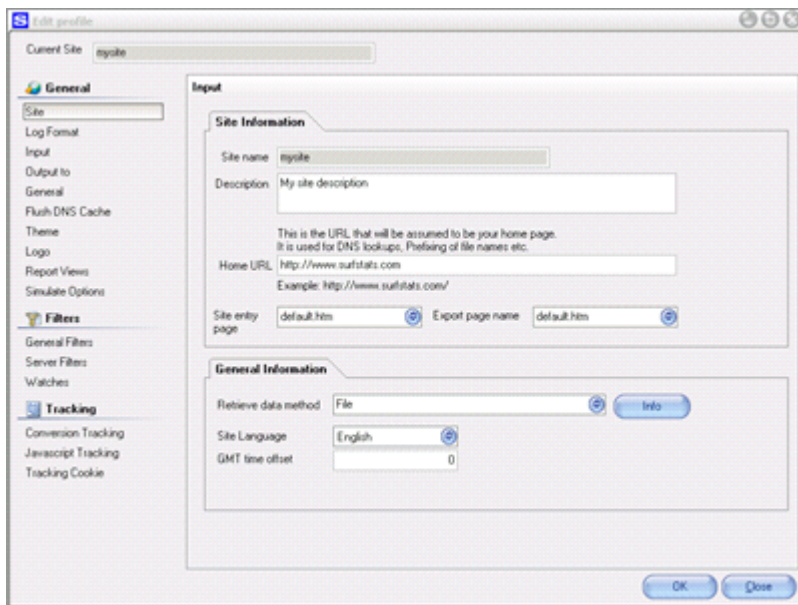 S Edit profile
Current Site mysite
General
Site
Log Format
Input
Output to
General
Flush DNS Cache
Theme
Logo
Report Views
Simulate Options
Filters
General Filters
Server Filters
Watches
Tracking
Conversion Tracking
Javascript Tracking
Tracking Cookie
Input
Site Information
Site name mysite
Description My site description
This is the URL that will be assumed to be your home page.
It is used for DNS lookups, Prefixing of file names etc.
Home URL http://www.surfstats.com
Example: http://www.surfstats.com/
Site entry page default.htm Export page name default.htm
General Information
Retrieve data method File Info
Site Language English
GMT time offset 0
OK Close